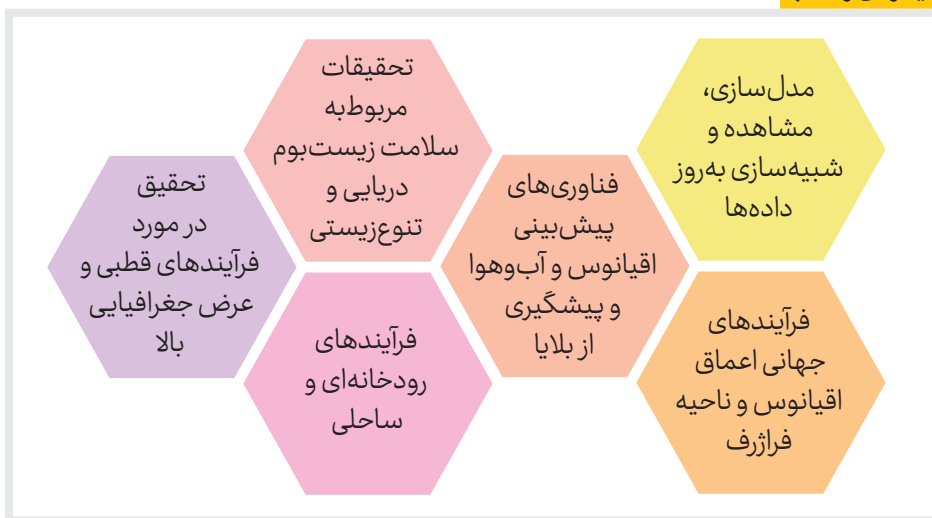 مدل‌سازی،
مشاهده و
شبیه‌سازی به‌روز
داده‌ها
فرآیندهای
جهانی اعماق
اقیانوس و ناحیه
فراژرف
فناوری‌های
پیش‌بینی
اقیانوس و آب‌وهوا
و پیشگیری
از بلایا
تحقیقات
مربوط‌به
سلامت زیست‌بوم
دریایی و
تنوع‌زیستی
فرآیندهای
رودخانه‌ای و
ساحلی
تحقیق
در مورد
فرآیندهای قطبی و
عرض جغرافیایی
بالا